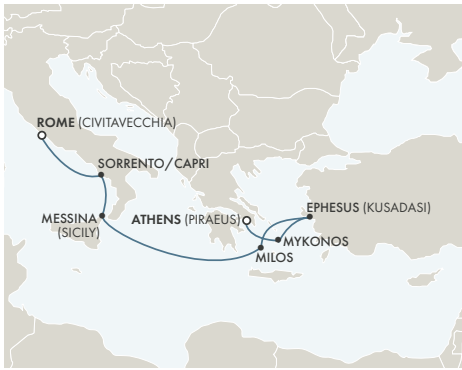 ROME (CIVITAVECCHIA)
SORRENTO/CAPRI
MESSINA
(SICILY)
ATHENS (PIRAEUS)
EPHESUS (KUSADASI)
MYKONOS
MILOS